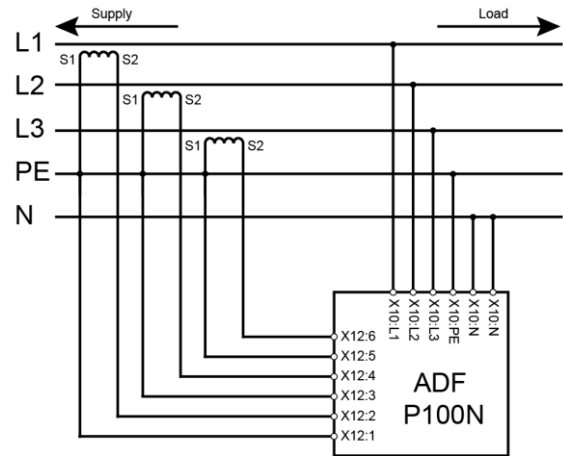 Supply
Load
L1
S1 S2
L2
S1 S2
L3
S1 S2
PE
N
X10:L1
X10:L2
X10:L3
X10:PE
X10:N
X10:N
X12:6
X12:5
X12:4
X12:3
X12:2
X12:1
ADF
P100N